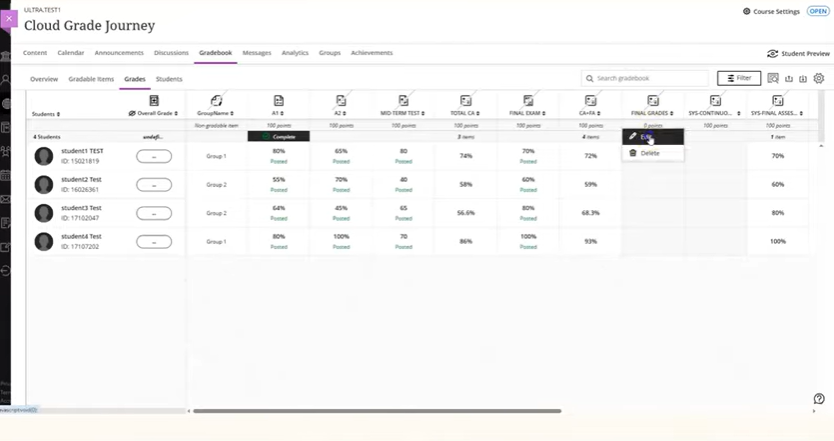 ULTRA.TEST1
Cloud Grade Journey
Course Settings
OPEN
Content Calendar Announcements Discussions Gradebook Messages Analytics Groups Achievements
Student Preview
Overview Gradable Items Grades Students
Search gradebook
Filter
Students Overall Grade GroupName A1 A2 MID-TERM TEST TOTAL CA FINAL EXAM CA+FA FINAL GRADES SYS-CONTINUO... SYS-FINAL ASSES...
Non-gradable item 100 points 100 points 100 points 100 points 100 points 100 points 0 points 100 points 100 points
4 Students undefi... Complete 3 items 4 items 1 item
Delete
student1 TEST
ID: 15021819
-- Group 1 80% 65% 80 74% 70% 72% 70%
Posted Posted Posted Posted
student2 Test
ID: 16026361
-- Group 2 55% 70% 40 58% 60% 59% 60%
Posted Posted Posted Posted
student3 Test
ID: 17102047
-- Group 2 64% 45% 65 56.6% 80% 68.3% 80%
Posted Posted Posted Posted
student4 Test
ID: 17107202
-- Group 1 80% 100% 70 86% 100% 93% 100%
Posted Posted Posted Posted